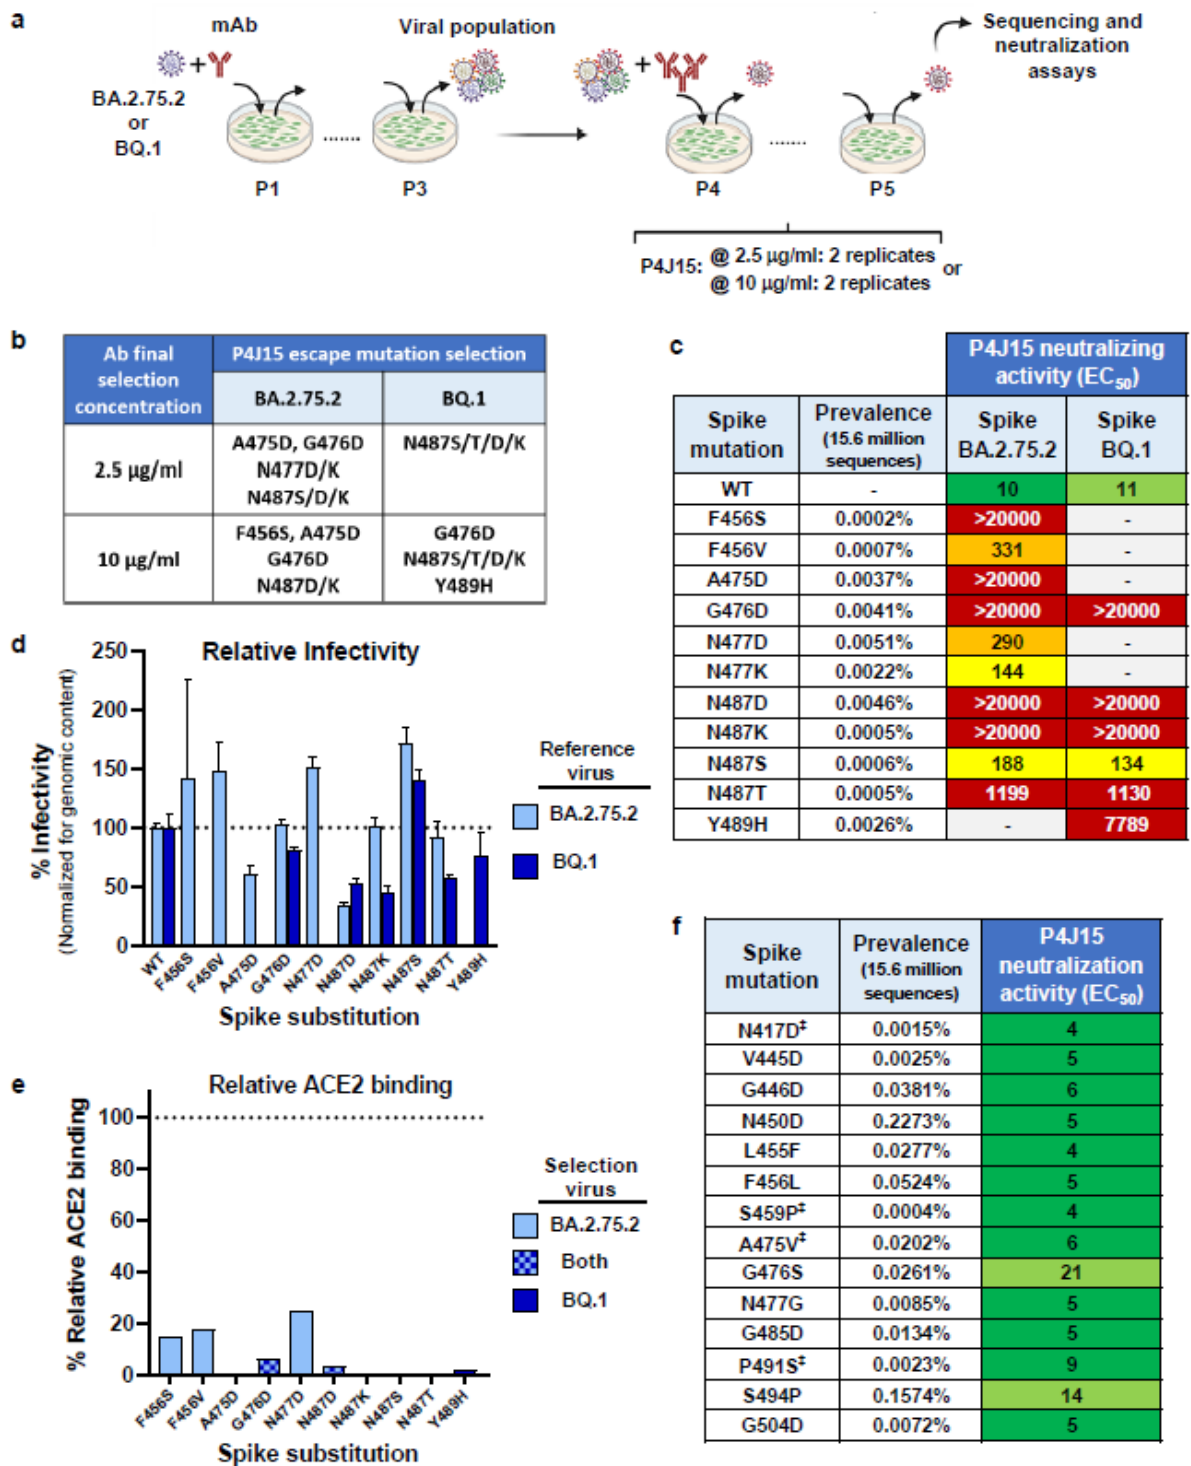 a
mAb
Viral population
Sequencing and
neutralization
assays
+
+
BA.2.75.2
or
BQ.1
.......
.......
P1
P3
P4
P5
P4J15: @ 2.5 µg/ml: 2 replicates or
@ 10 µg/ml: 2 replicates
b
Ab final selection concentration | P4J15 escape mutation selection
BA.2.75.2 | BQ.1
2.5 µg/ml | A475D, G476D | N487S/T/D/K
N477D/K
N487S/D/K
10 µg/ml | F456S, A475D | G476D
G476D | N487S/T/D/K
N487D/K | Y489H
c
P4J15 neutralizing
activity (EC50)
Spike mutation | Prevalence (15.6 million sequences) | Spike BA.2.75.2 | Spike BQ.1
WT | - | 10 | 11
F456S | 0.0002% | >20000 | -
F456V | 0.0007% | 331 | -
A475D | 0.0037% | >20000 | -
G476D | 0.0041% | >20000 | >20000
N477D | 0.0051% | 290 | -
N477K | 0.0022% | 144 | -
N487D | 0.0046% | >20000 | >20000
N487K | 0.0005% | >20000 | >20000
N487S | 0.0006% | 188 | 134
N487T | 0.0005% | 1199 | 1130
Y489H | 0.0026% | - | 7789
d
Relative Infectivity
% Infectivity
(Normalized for genomic content)
250
200
150
100
50
0
WT F456S F456V A475D G476D N477D N487D N487K N487S N487T Y489H
Spike substitution
Reference
virus
BA.2.75.2
BQ.1
e
Relative ACE2 binding
% Relative ACE2 binding
100
80
60
40
20
0
F456S F456V A475D G476D N477D N487D N487K N487S N487T Y489H
Spike substitution
Selection
virus
BA.2.75.2
Both
BQ.1
f
Spike mutation | Prevalence (15.6 million sequences) | P4J15 neutralization activity (EC50)
N417D‡ | 0.0015% | 4
V445D | 0.0025% | 5
G446D | 0.0381% | 6
N450D | 0.2273% | 5
L455F | 0.0277% | 4
F456L | 0.0524% | 5
S459P‡ | 0.0004% | 4
A475V‡ | 0.0202% | 6
G476S | 0.0261% | 21
N477G | 0.0085% | 5
G485D | 0.0134% | 5
P491S‡ | 0.0023% | 9
S494P | 0.1574% | 14
G504D | 0.0072% | 5